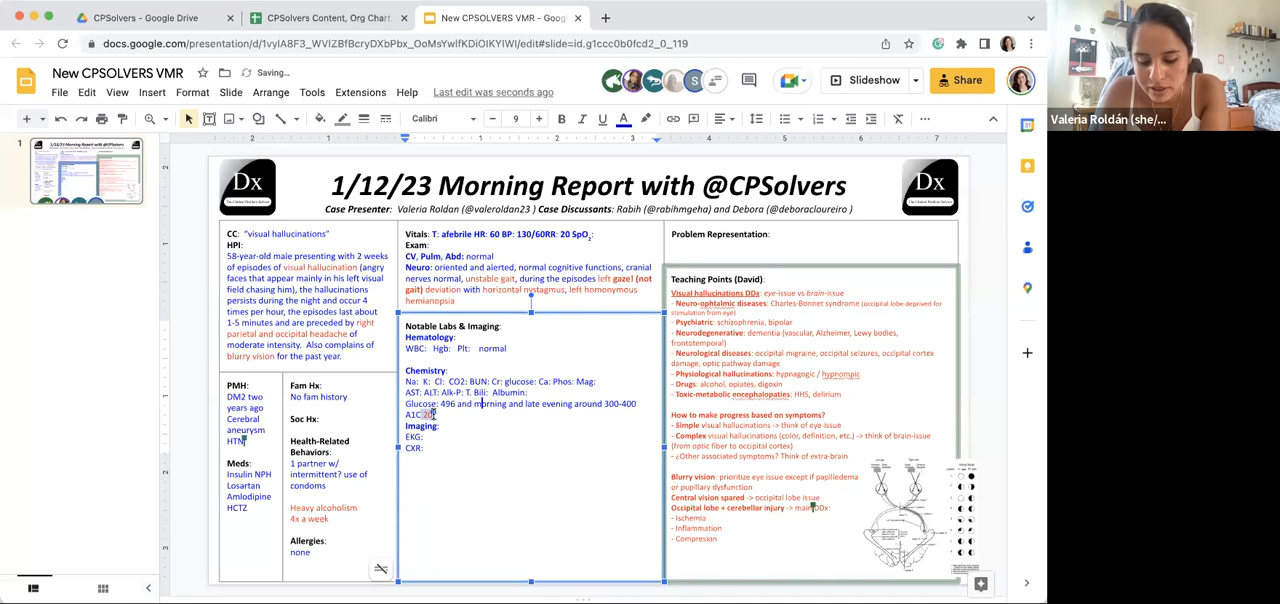 CPSolvers - Google Drive
CPSolvers Content, Org Chart,
New CPSOLVERS VMR - Goog
docs.google.com/presentation/d/1vyIA8F3_WVIZBfBcryDXbPbx_OoMsYwlfKDiOIKYIWI/edit#slide=id.g1ccc0b0fcd2_0_119
New CPSOLVERS VMR
Saving...
File Edit View Insert Format Slide Arrange Tools Extensions Help Last edit was seconds ago
S
Slideshow
Share
Calibri
9
1
Dx
1/12/23 Morning Report with @CPSolvers
Case Presenter: Valeria Roldan (@valeroldan23 ) Case Discussants: Rabih (@rabihmgeha) and Debora (@deboracloureiro )
Dx
CC: "visual hallucinations"
HPI:
58-year-old male presenting with 2 weeks
of episodes of visual hallucination (angry
faces that appear mainly in his left visual
field chasing him), the hallucinations
persists during the night and occur 4
times per hour, the episodes last about
1-5 minutes and are preceded by right
parietal and occipital headache of
moderate intensity. Also complains of
blurry vision for the past year.
PMH:
DM2 two
years ago
Cerebral
aneurysm
HTN
Meds:
Insulin NPH
Losartan
Amlodipine
HCTZ
Fam Hx:
No fam history
Soc Hx:
Health-Related
Behaviors:
1 partner w/
intermittent? use of
condoms
Heavy alcoholism
4x a week
Allergies:
none
Vitals: T: afebrile HR: 60 BP: 130/60RR: 20 SpO2:
Exam:
CV, Pulm, Abd: normal
Neuro: oriented and alerted, normal cognitive functions, cranial
nerves normal, unstable gait, during the episodes left gaze! (not
gait) deviation with horizontal nystagmus, left homonymous
hemianopsia
Notable Labs & Imaging:
Hematology:
WBC: Hgb: Plt: normal
Chemistry:
Na: K: Cl: CO2: BUN: Cr: glucose: Ca: Phos: Mag:
AST: ALT: Alk-P: T. Bili: Albumin:
Glucose: 496 and morning and late evening around 300-400
A1C 20
Imaging:
EKG:
CXR:
Problem Representation:
Teaching Points (David):
Visual hallucinations DDx: eye-issue vs brain-issue
- Neuro-ophtalmic diseases: Charles-Bonnet syndrome (occipital lobe deprived for
stimulation from eye)
- Psychiatric: schizophrenia, bipolar
- Neurodegenerative: dementia (vascular, Alzheimer, Lewy bodies,
frontotemporal)
- Neurological diseases: occipital migraine, occipital seizures, occipital cortex
damage, optic pathway damage
- Physiological hallucinations: hypnagogic / hypnompic
- Drugs: alcohol, opiates, digoxin
- Toxic-metabolic encephalopaties: HHS, delirium
How to make progress based on symptoms?
- Simple visual hallucinations -> think of eye-issue
- Complex visual hallucinations (color, definition, etc.) -> think of brain-issue
(from optic fiber to occipital cortex)
- ¿Other associated symptoms? Think of extra-brain
Blurry vision: prioritize eye issue except if papilledema
or pupillary dysfunction
Central vision spared -> occipital lobe issue
Occipital lobe + cerebellar injury -> main DDx:
- Ischemia
- Inflammation
- Compresion
Valeria Roldán (she/...